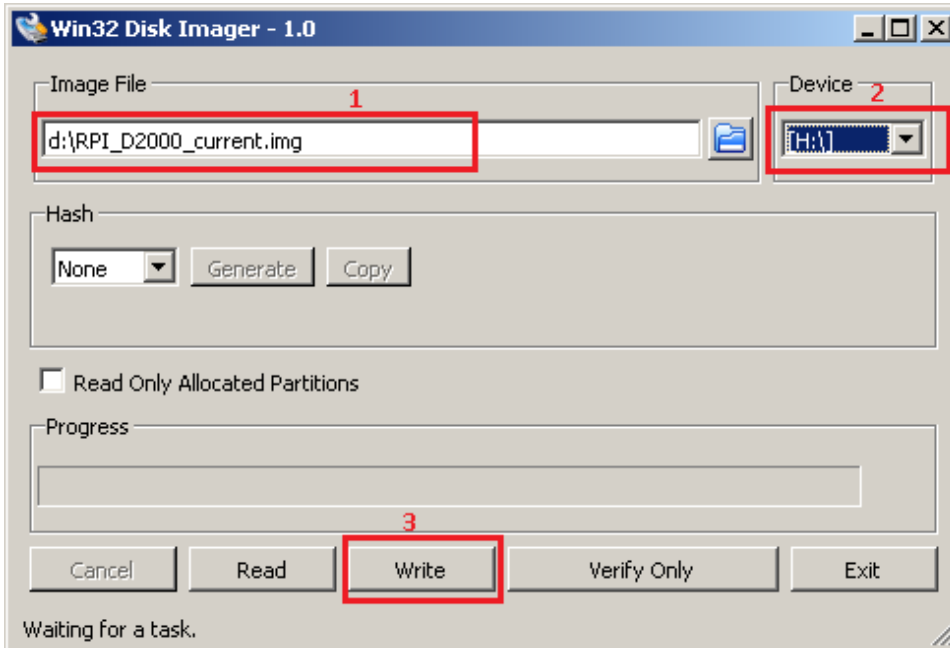 Win32 Disk Imager - 1.0
Image File
Device
1
2
d:\RPI_D2000_current.img
[H:\]
Hash
None
Generate
Copy
Read Only Allocated Partitions
Progress
3
Cancel
Read
Write
Verify Only
Exit
Waiting for a task.